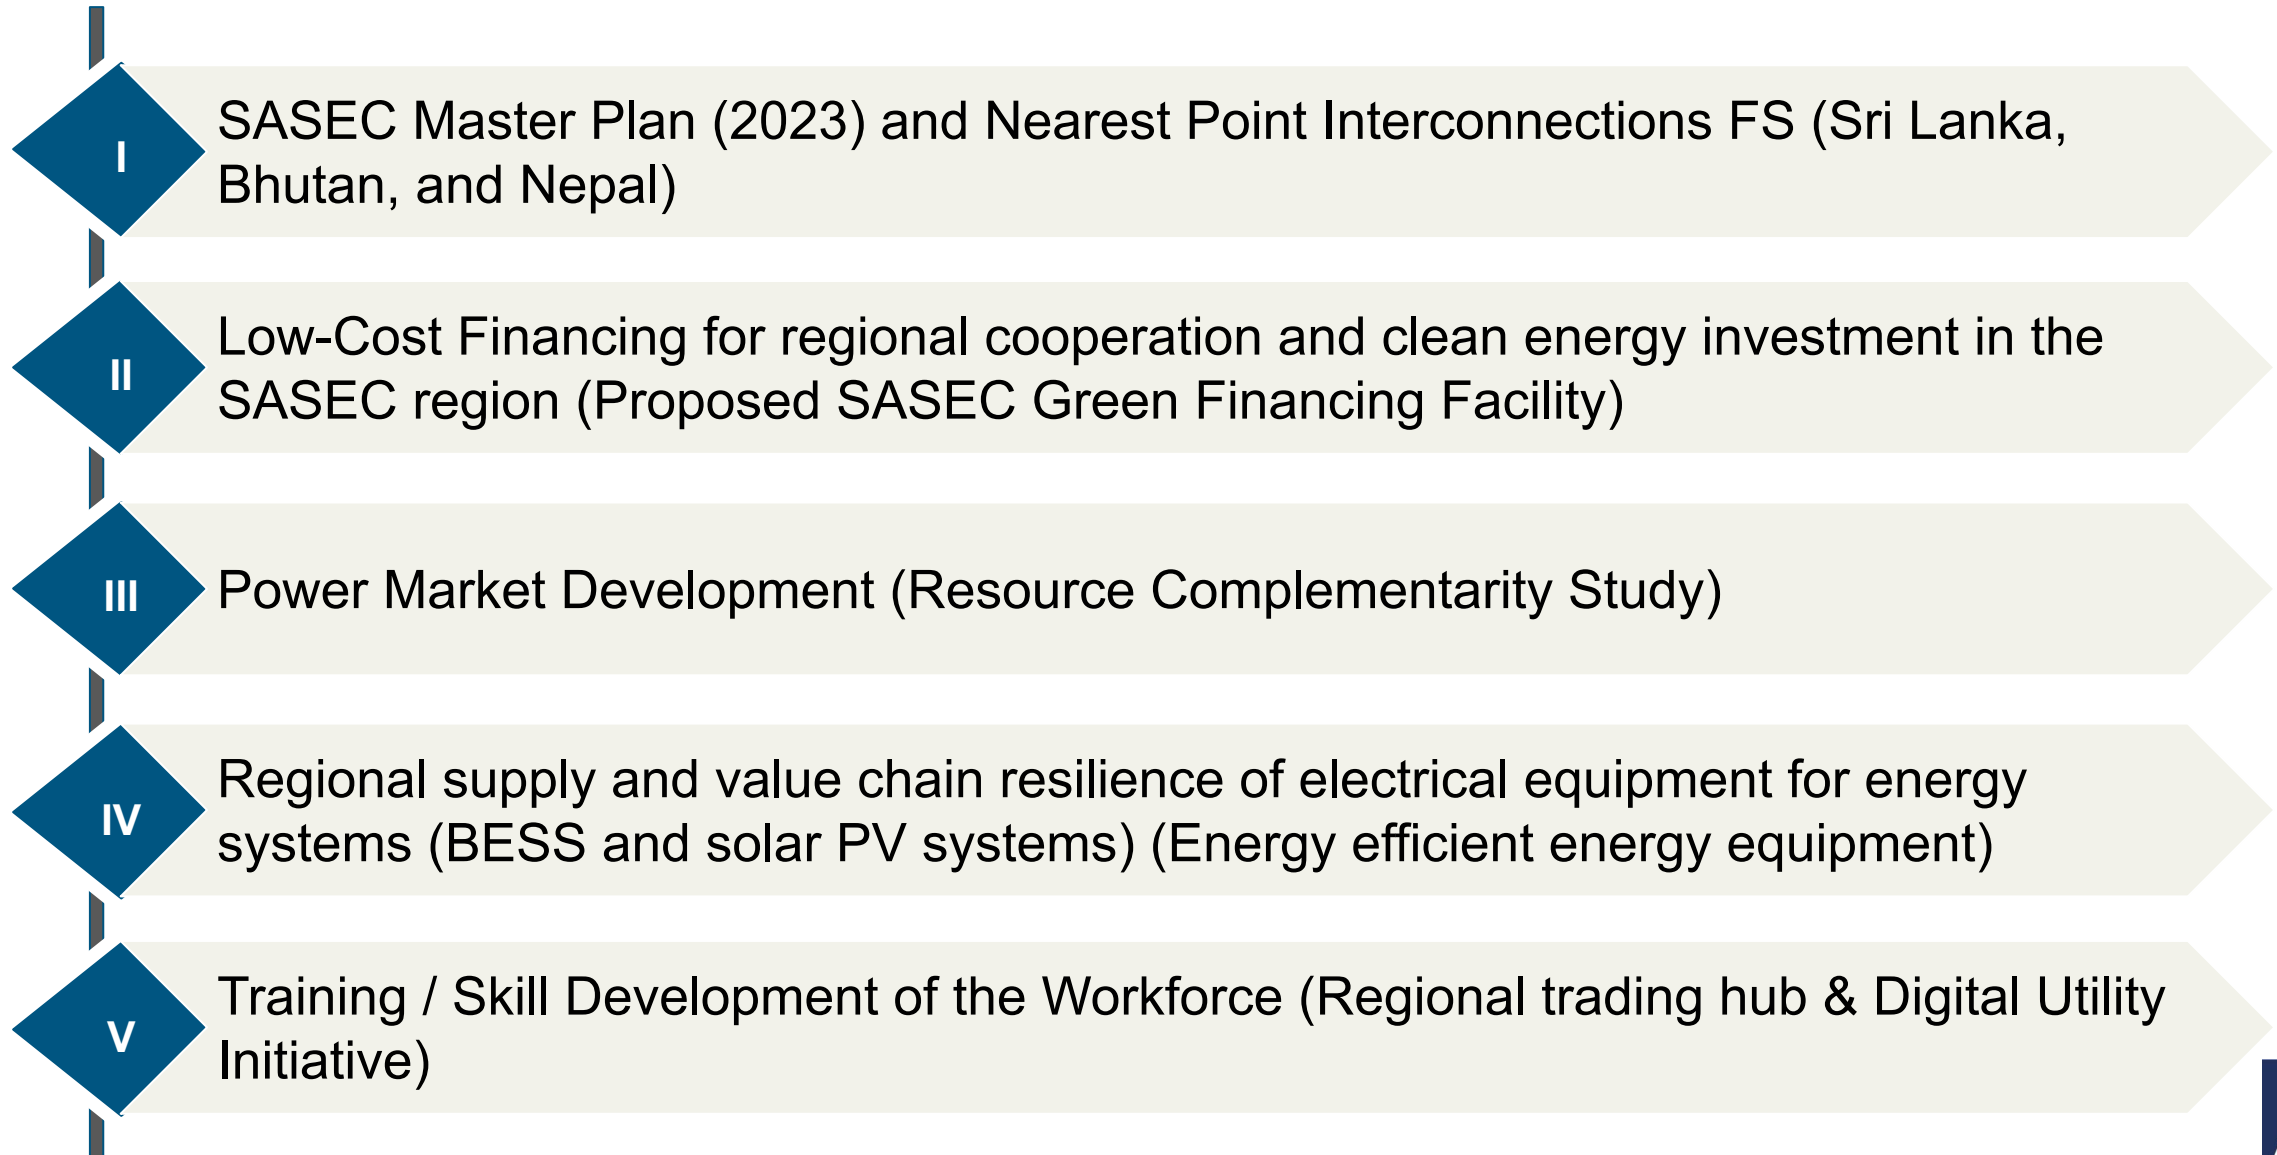 I
SASEC Master Plan (2023) and Nearest Point Interconnections FS (Sri Lanka,
Bhutan, and Nepal)
II
Low-Cost Financing for regional cooperation and clean energy investment in the
SASEC region (Proposed SASEC Green Financing Facility)
III
Power Market Development (Resource Complementarity Study)
IV
Regional supply and value chain resilience of electrical equipment for energy
systems (BESS and solar PV systems) (Energy efficient energy equipment)
V
Training / Skill Development of the Workforce (Regional trading hub & Digital Utility
Initiative)